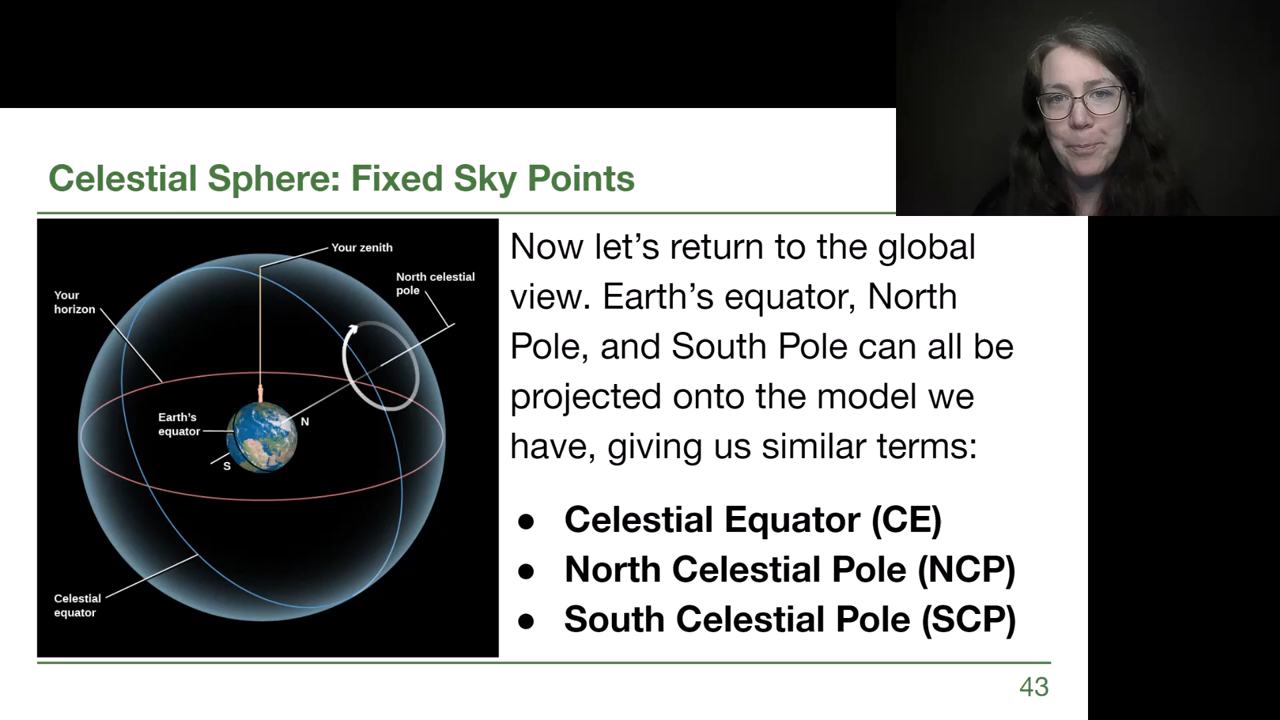 Celestial Sphere: Fixed Sky Points
Your zenith
North celestial
pole
Your
horizon
Earth's
equator
N
S
Celestial
equator
Now let’s return to the global
view. Earth’s equator, North
Pole, and South Pole can all be
projected onto the model we
have, giving us similar terms:
● Celestial Equator (CE)
● North Celestial Pole (NCP)
● South Celestial Pole (SCP)
43